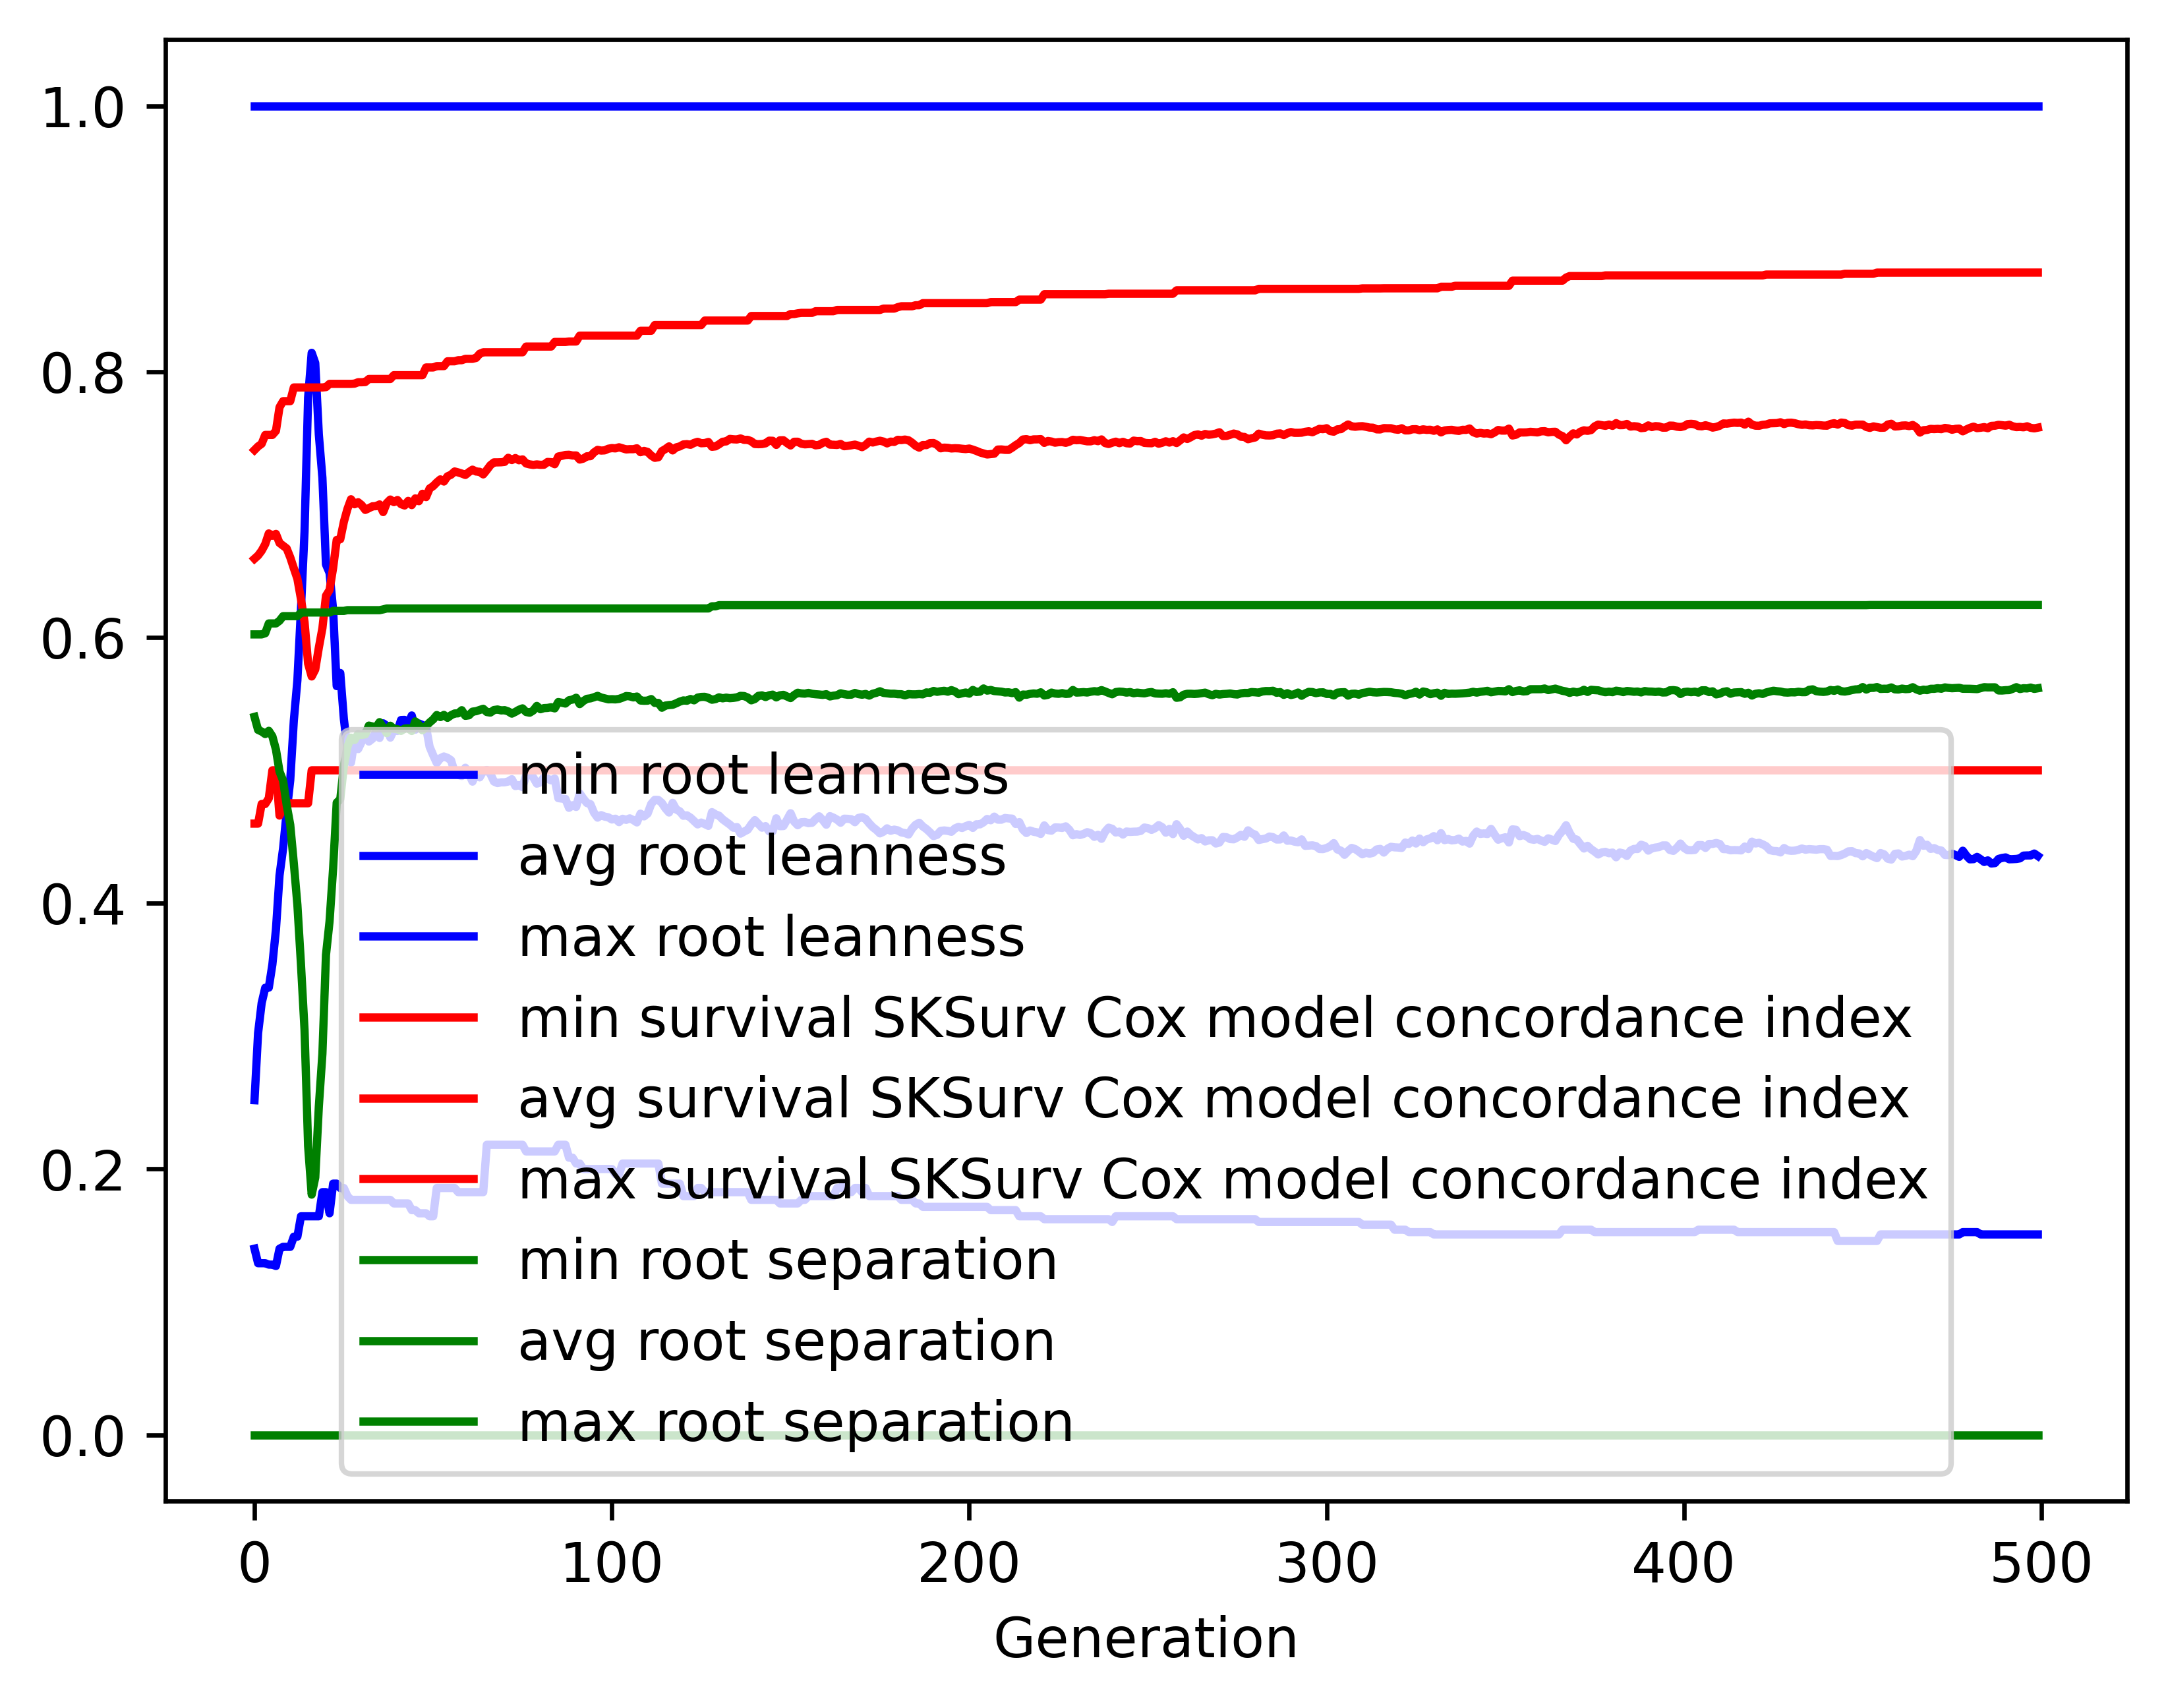 1.0
0.8
0.6
0.4
0.2
0.0
min root leanness
avg root leanness
max root leanness
min survival SKSurv Cox model concordance index
avg survival SKSurv Cox model concordance index
max survival SKSurv Cox model concordance index
min root separation
avg root separation
max root separation
0 100 200 300 400 500
Generation